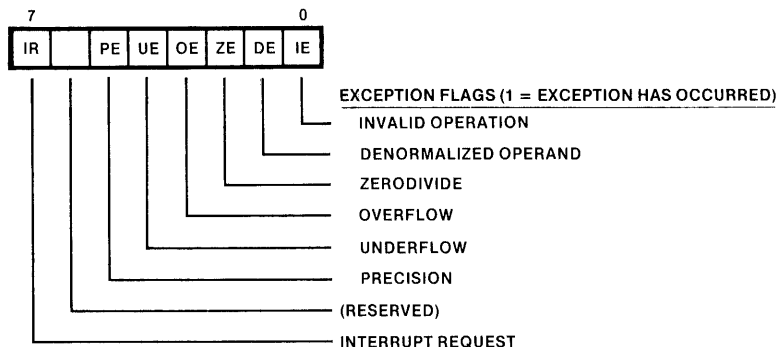 7 0
IR PE UE OE ZE DE IE
EXCEPTION FLAGS (1 = EXCEPTION HAS OCCURRED)
INVALID OPERATION
DENORMALIZED OPERAND
ZERODIVIDE
OVERFLOW
UNDERFLOW
PRECISION
(RESERVED)
INTERRUPT REQUEST